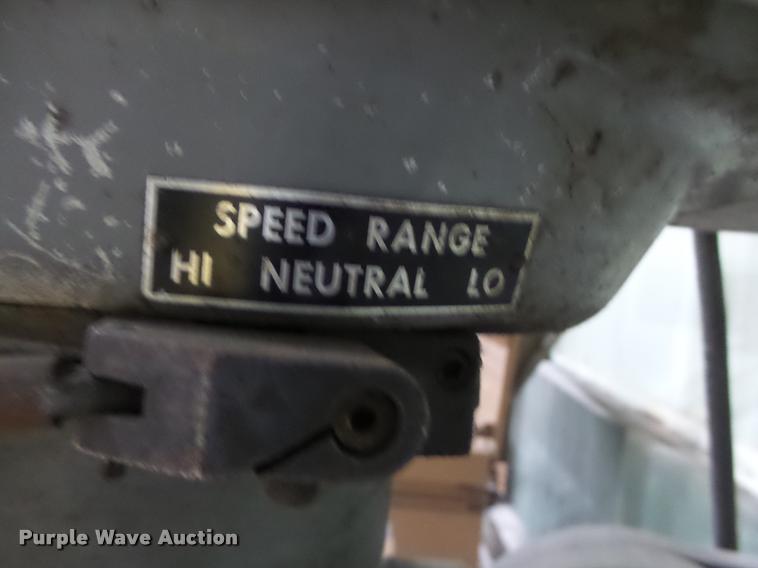 SPEED RANGE
HI NEUTRAL LO
Purple Wave Auction®